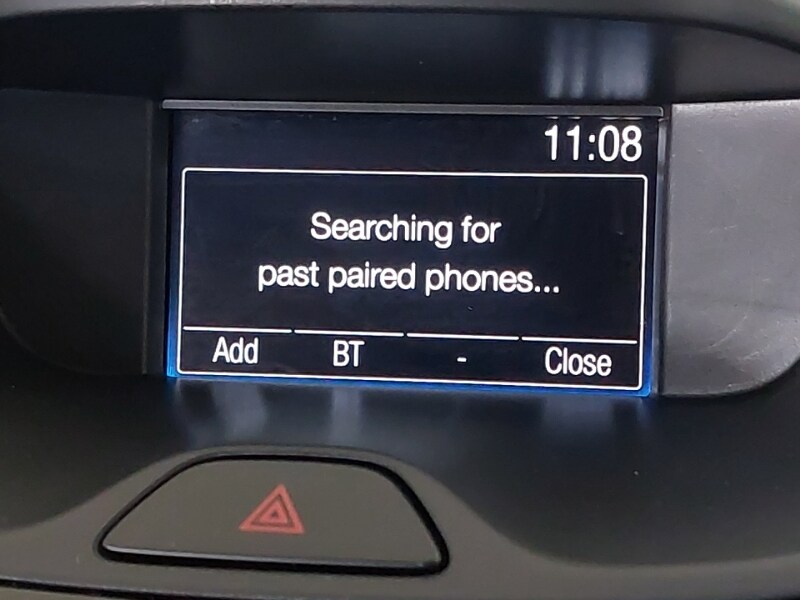 11:08
Searching for
past paired phones...
Add BT - Close